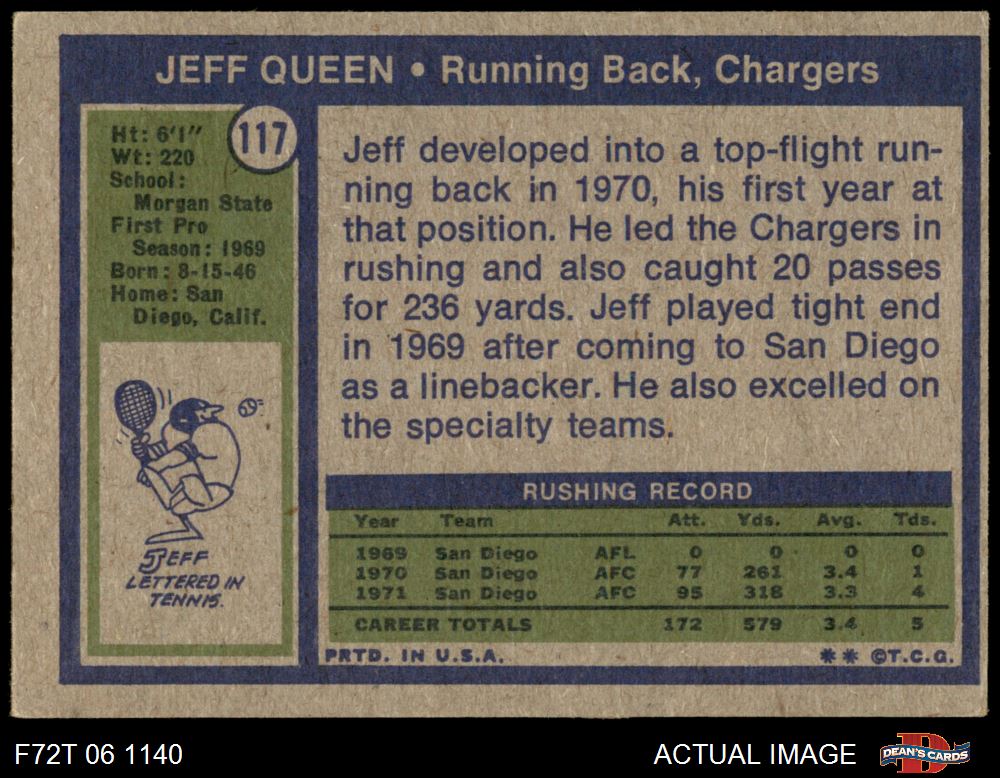 JEFF QUEEN • Running Back, Chargers
117
Ht: 6'1"
Wt: 220
School:
Morgan State
First Pro
Season: 1969
Born: 8-15-46
Home: San
Diego, Calif.
JEFF
LETTERED IN
TENNIS.
Jeff developed into a top-flight run-
ning back in 1970, his first year at
that position. He led the Chargers in
rushing and also caught 20 passes
for 236 yards. Jeff played tight end
in 1969 after coming to San Diego
as a linebacker. He also excelled on
the specialty teams.
RUSHING RECORD
Year Team Att. Yds. Avg. Tds.
1969 San Diego AFL 0 0 0 0
1970 San Diego AFC 77 261 3.4 1
1971 San Diego AFC 95 318 3.3 4
CAREER TOTALS 172 579 3.4 5
PRTD. IN U.S.A. ** ©T.C.G.
F72T 06 1140 ACTUAL IMAGE DEAN'S CARDS